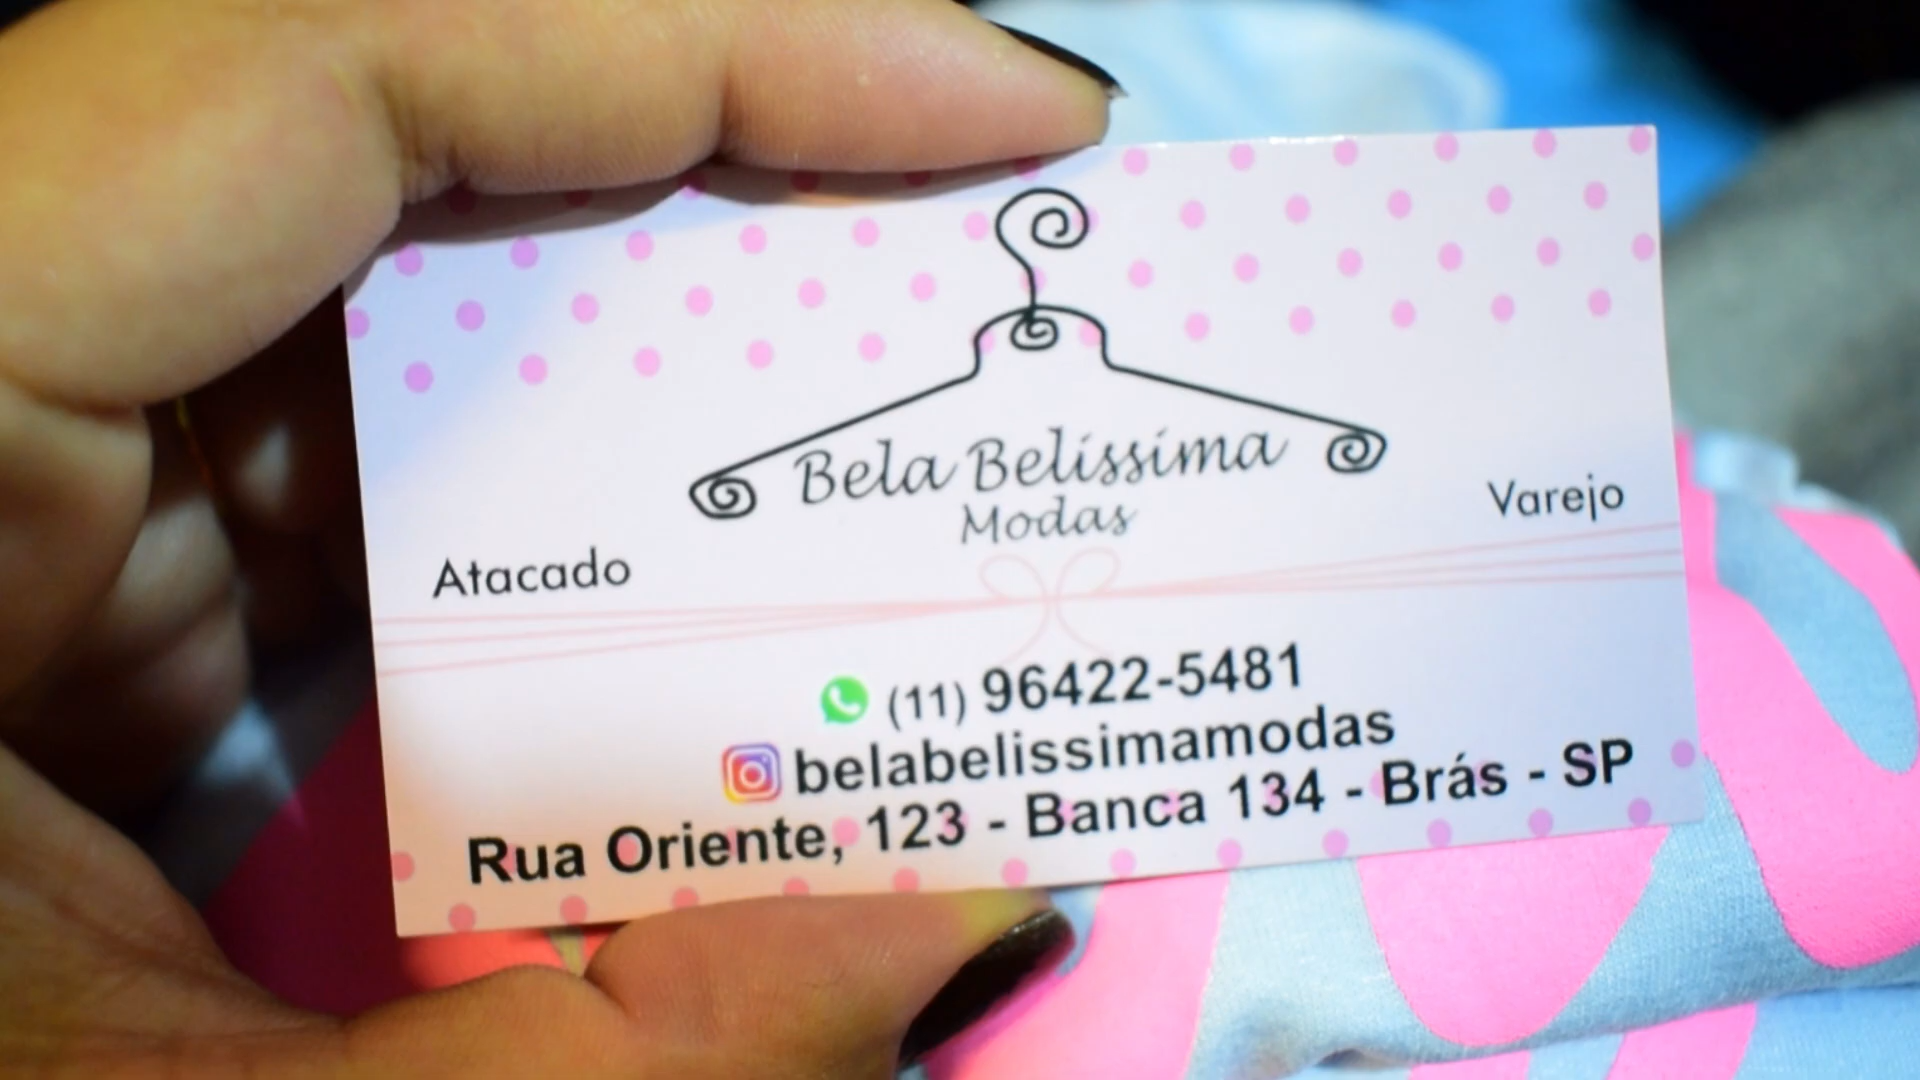 Bela Belissima
Modas
Atacado
Varejo
(11) 96422-5481
belabelissimamodas
Rua Oriente, 123 - Banca 134 - Brás - SP